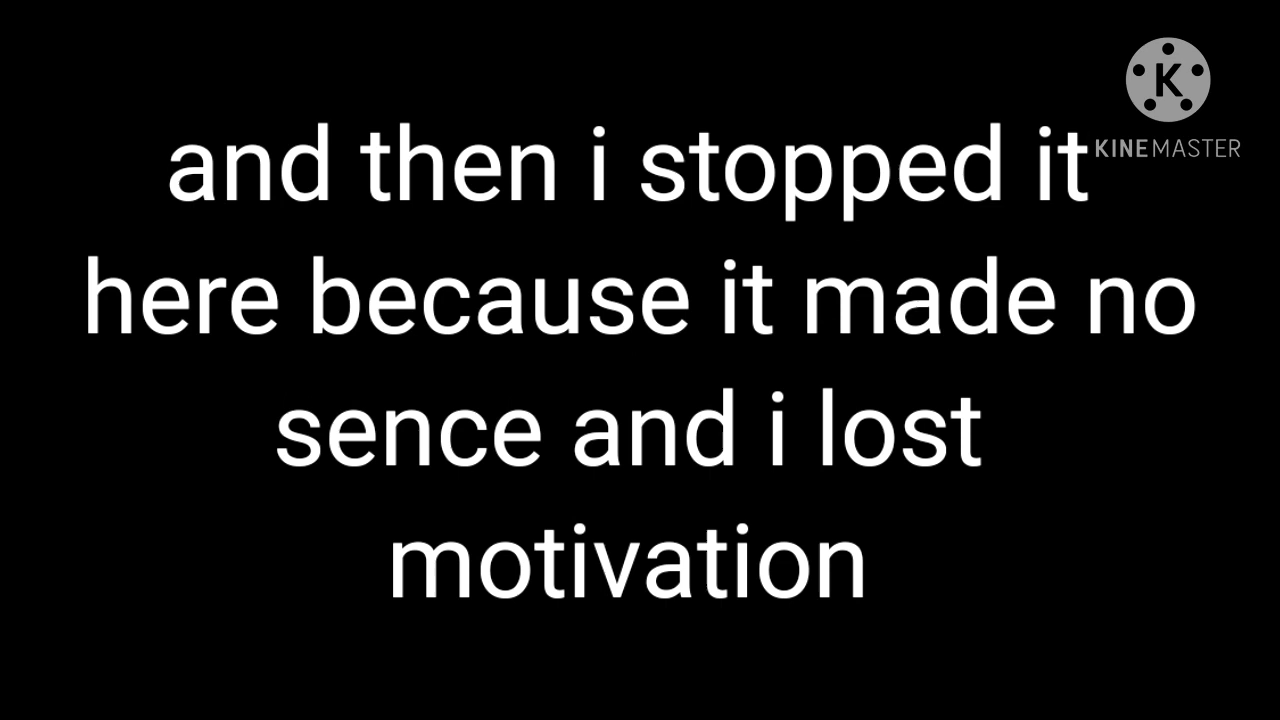 K
KINEMASTER
and then i stopped it
here because it made no
sence and i lost
motivation